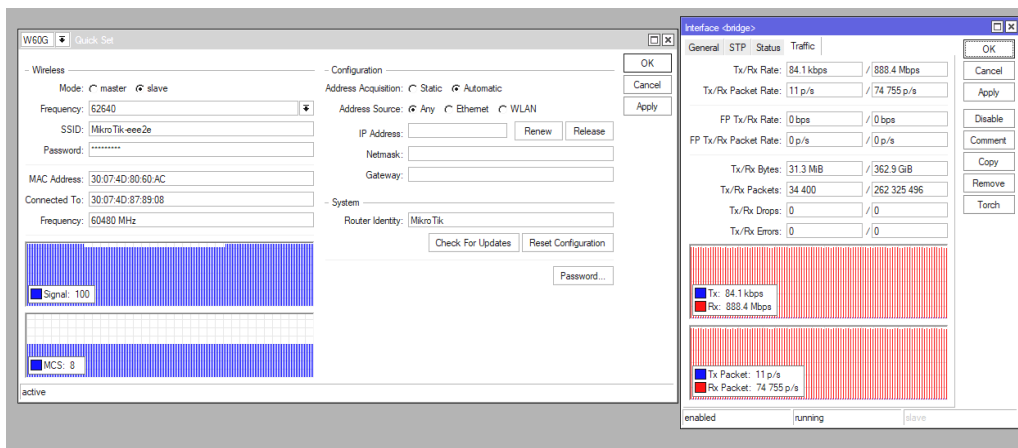 W60G Quick Set
Wireless
Mode: master slave
Frequency: 62640
SSID: MikroTik-eee2e
Password: *********
MAC Address: 30:07:4D:80:60:AC
Connected To: 30:07:4D:87:89:08
Frequency: 60480 MHz
Signal: 100
MCS: 8
active
Configuration
Address Acquisition: Static Automatic
Address Source: Any Ethernet WLAN
IP Address: Renew Release
Netmask:
Gateway:
System
Router Identity: MikroTik
Check For Updates Reset Configuration
Password...
OK
Cancel
Apply
Interface <bridge>
General STP Status Traffic
Tx/Rx Rate: 84.1 kbps / 888.4 Mbps
Tx/Rx Packet Rate: 11 p/s / 74 755 p/s
FP Tx/Rx Rate: 0 bps / 0 bps
FP Tx/Rx Packet Rate: 0 p/s / 0 p/s
Tx/Rx Bytes: 31.3 MiB / 362.9 GiB
Tx/Rx Packets: 34 400 / 262 325 496
Tx/Rx Drops: 0 / 0
Tx/Rx Errors: 0 / 0
Tx: 84.1 kbps
Rx: 888.4 Mbps
Tx Packet: 11 p/s
Rx Packet: 74 755 p/s
enabled running slave
OK
Cancel
Apply
Disable
Comment
Copy
Remove
Torch